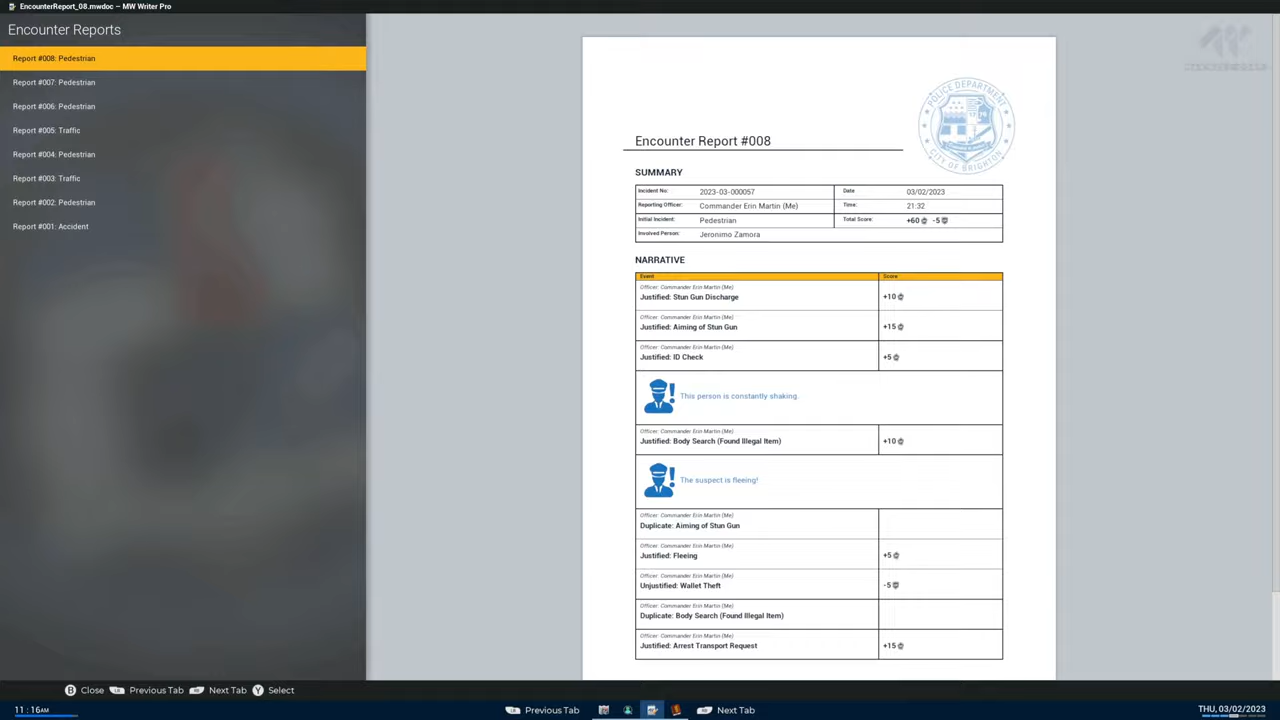 EncounterReport_08.mwdoc – MW Writer Pro
Encounter Reports
Report #008: Pedestrian
Report #007: Pedestrian
Report #006: Pedestrian
Report #005: Traffic
Report #004: Pedestrian
Report #003: Traffic
Report #002: Pedestrian
Report #001: Accident
POLICE DEPARTMENT
CITY OF BRIGHTON
Encounter Report #008
SUMMARY
Incident No: 2023-03-000057 Date 03/02/2023
Reporting Officer: Commander Erin Martin (Me) Time: 21:32
Initial Incident: Pedestrian Total Score: +60 -5
Involved Person: Jeronimo Zamora
NARRATIVE
Event Score
Officer: Commander Erin Martin (Me)
Justified: Stun Gun Discharge +10
Officer: Commander Erin Martin (Me)
Justified: Aiming of Stun Gun +15
Officer: Commander Erin Martin (Me)
Justified: ID Check +5
This person is constantly shaking.
Officer: Commander Erin Martin (Me)
Justified: Body Search (Found Illegal Item) +10
The suspect is fleeing!
Officer: Commander Erin Martin (Me)
Duplicate: Aiming of Stun Gun
Officer: Commander Erin Martin (Me)
Justified: Fleeing +5
Officer: Commander Erin Martin (Me)
Unjustified: Wallet Theft -5
Officer: Commander Erin Martin (Me)
Duplicate: Body Search (Found Illegal Item)
Officer: Commander Erin Martin (Me)
Justified: Arrest Transport Request +15
B Close LB Previous Tab RB Next Tab Y Select
11 : 16AM LB Previous Tab RB Next Tab THU, 03/02/2023